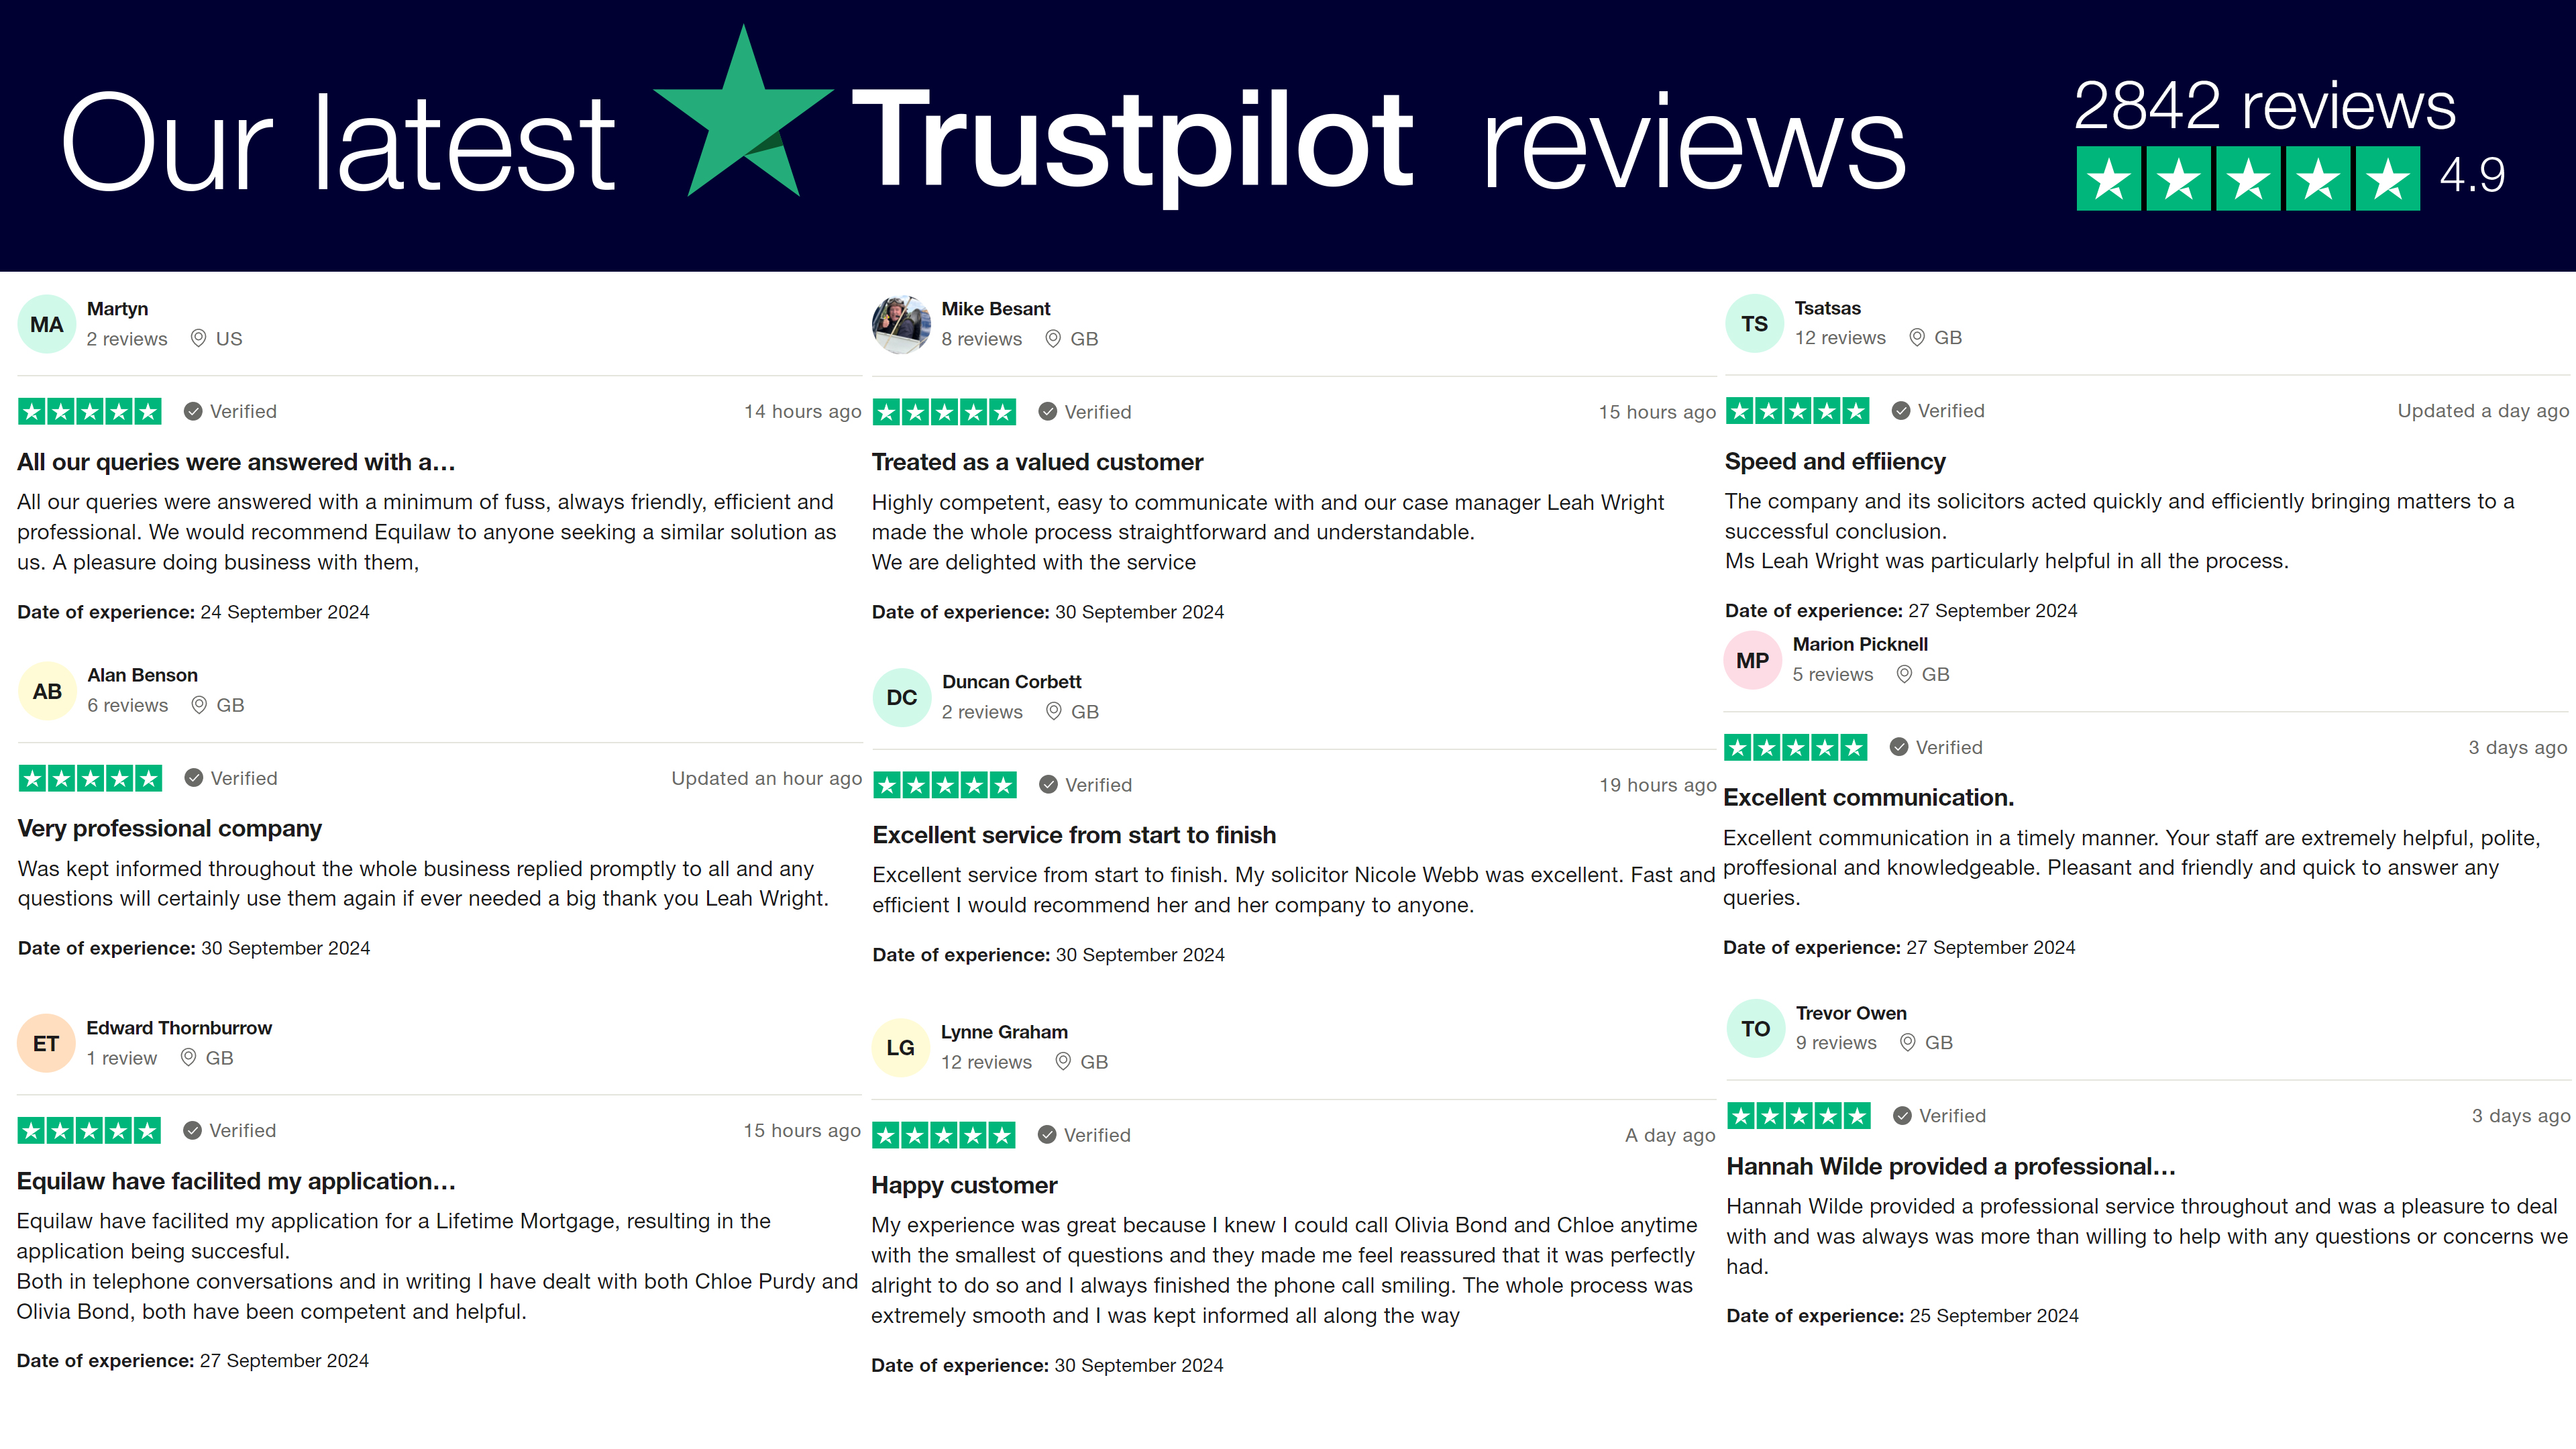 Our latest Trustpilot reviews
2842 reviews
4.9
MA
Martyn
2 reviews US
Verified 14 hours ago
All our queries were answered with a...
All our queries were answered with a minimum of fuss, always friendly, efficient and
professional. We would recommend Equilaw to anyone seeking a similar solution as
us. A pleasure doing business with them,
Date of experience: 24 September 2024
AB
Alan Benson
6 reviews GB
Verified Updated an hour ago
Very professional company
Was kept informed throughout the whole business replied promptly to all and any
questions will certainly use them again if ever needed a big thank you Leah Wright.
Date of experience: 30 September 2024
ET
Edward Thornburrow
1 review GB
Verified 15 hours ago
Equilaw have facilited my application...
Equilaw have facilited my application for a Lifetime Mortgage, resulting in the
application being succesful.
Both in telephone conversations and in writing I have dealt with both Chloe Purdy and
Olivia Bond, both have been competent and helpful.
Date of experience: 27 September 2024
Mike Besant
8 reviews GB
Verified 15 hours ago
Treated as a valued customer
Highly competent, easy to communicate with and our case manager Leah Wright
made the whole process straightforward and understandable.
We are delighted with the service
Date of experience: 30 September 2024
DC
Duncan Corbett
2 reviews GB
Verified 19 hours ago
Excellent service from start to finish
Excellent service from start to finish. My solicitor Nicole Webb was excellent. Fast and
efficient I would recommend her and her company to anyone.
Date of experience: 30 September 2024
LG
Lynne Graham
12 reviews GB
Verified A day ago
Happy customer
My experience was great because I knew I could call Olivia Bond and Chloe anytime
with the smallest of questions and they made me feel reassured that it was perfectly
alright to do so and I always finished the phone call smiling. The whole process was
extremely smooth and I was kept informed all along the way
Date of experience: 30 September 2024
TS
Tsatsas
12 reviews GB
Verified Updated a day ago
Speed and effiiency
The company and its solicitors acted quickly and efficiently bringing matters to a
successful conclusion.
Ms Leah Wright was particularly helpful in all the process.
Date of experience: 27 September 2024
MP
Marion Picknell
5 reviews GB
Verified 3 days ago
Excellent communication.
Excellent communication in a timely manner. Your staff are extremely helpful, polite,
proffesional and knowledgeable. Pleasant and friendly and quick to answer any
queries.
Date of experience: 27 September 2024
TO
Trevor Owen
9 reviews GB
Verified 3 days ago
Hannah Wilde provided a professional...
Hannah Wilde provided a professional service throughout and was a pleasure to deal
with and was always was more than willing to help with any questions or concerns we
had.
Date of experience: 25 September 2024